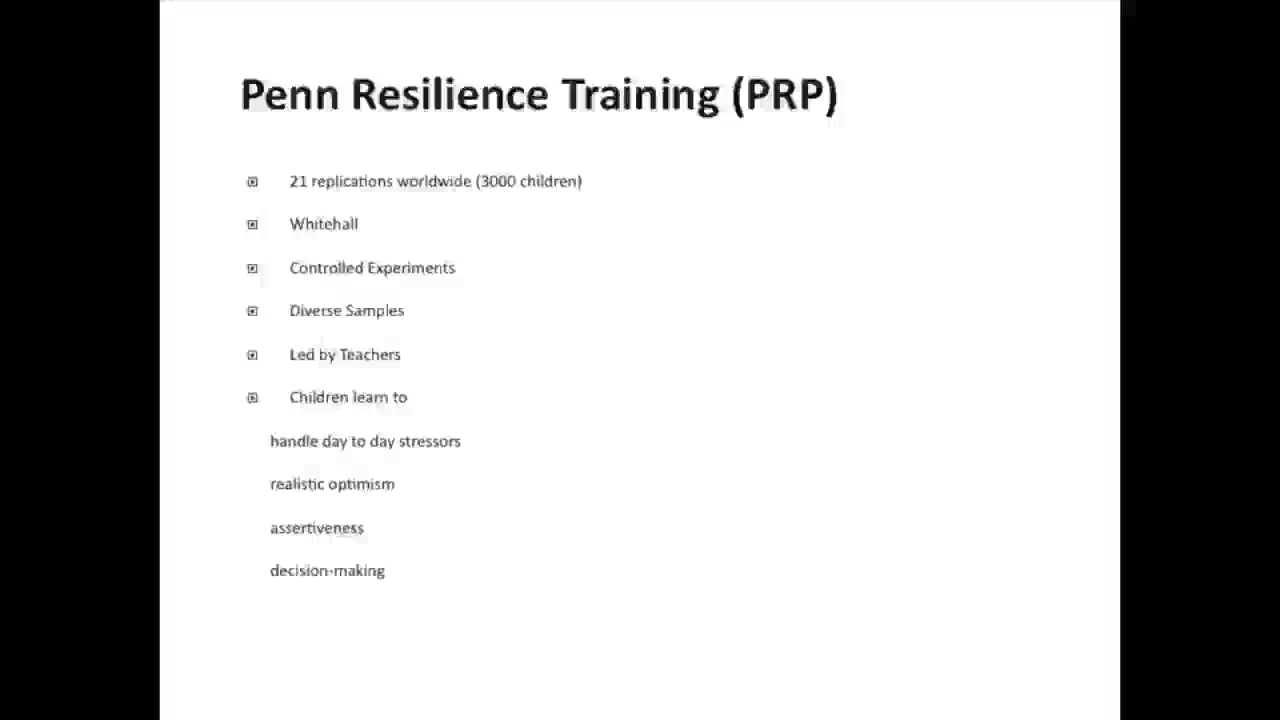 Penn Resilience Training (PRP)
21 replications worldwide (3000 children)
Whitehall
Controlled Experiments
Diverse Samples
Led by Teachers
Children learn to
handle day to day stressors
realistic optimism
assertiveness
decision-making